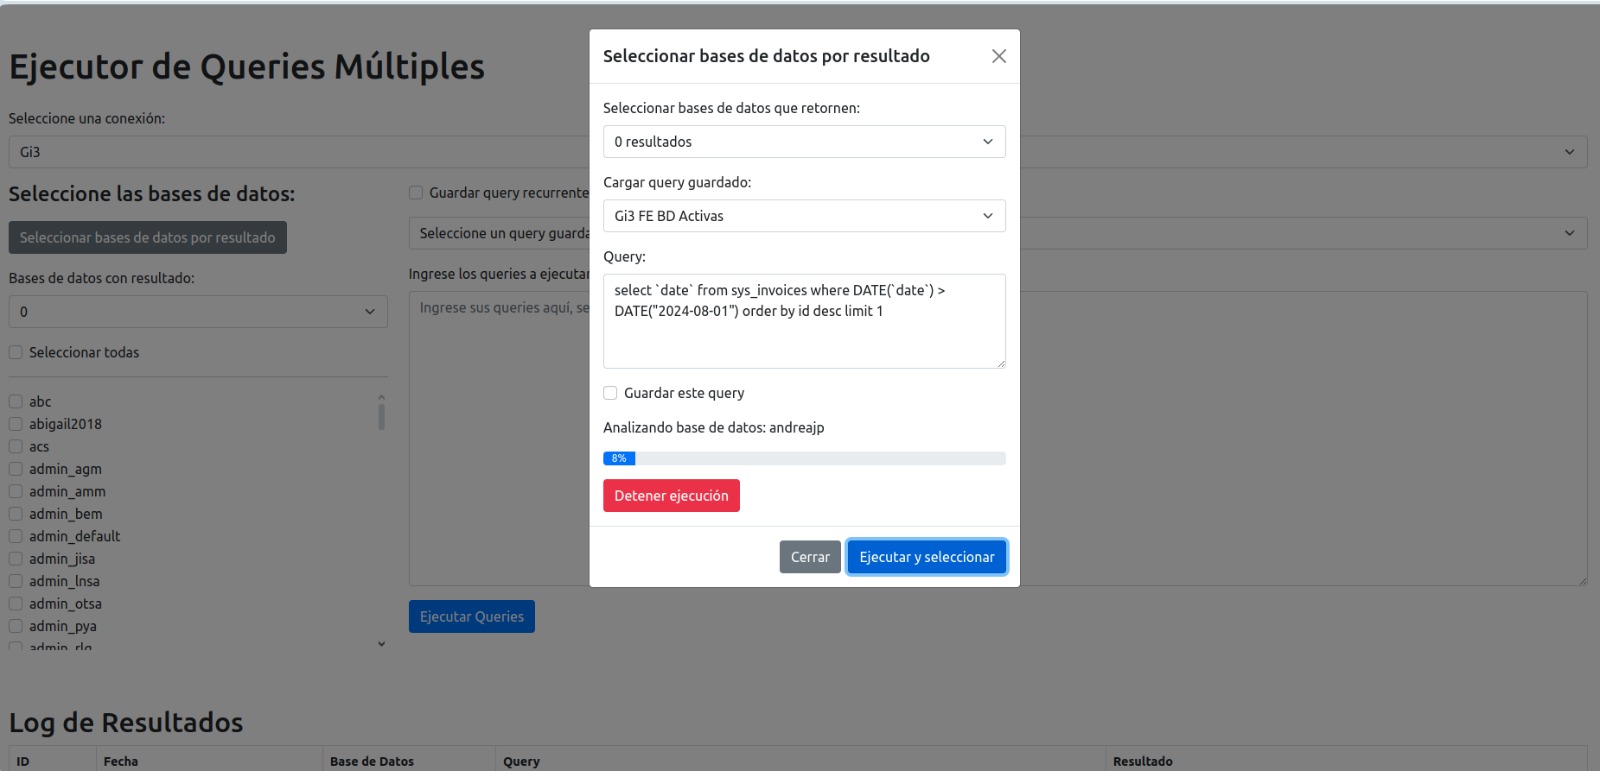 Ejecutor de Queries Múltiples
Seleccione una conexión:
Gi3
Seleccione las bases de datos:
Seleccionar bases de datos por resultado
Bases de datos con resultado:
0
Seleccionar todas
abc
abigail2018
acs
admin_agm
admin_amm
admin_bem
admin_default
admin_jisa
admin_lnsa
admin_otsa
admin_pya
admin_rlg
Guardar query recurrente
Seleccione un query guarda
Ingrese los queries a ejecutar
Ingrese sus queries aquí, se
Ejecutar Queries
Seleccionar bases de datos por resultado
Seleccionar bases de datos que retornen:
0 resultados
Cargar query guardado:
Gi3 FE BD Activas
Query:
select `date` from sys_invoices where DATE(`date`) >
DATE("2024-08-01") order by id desc limit 1
Guardar este query
Analizando base de datos: andreajp
8%
Detener ejecución
Cerrar
Ejecutar y seleccionar
Log de Resultados
ID Fecha Base de Datos Query Resultado